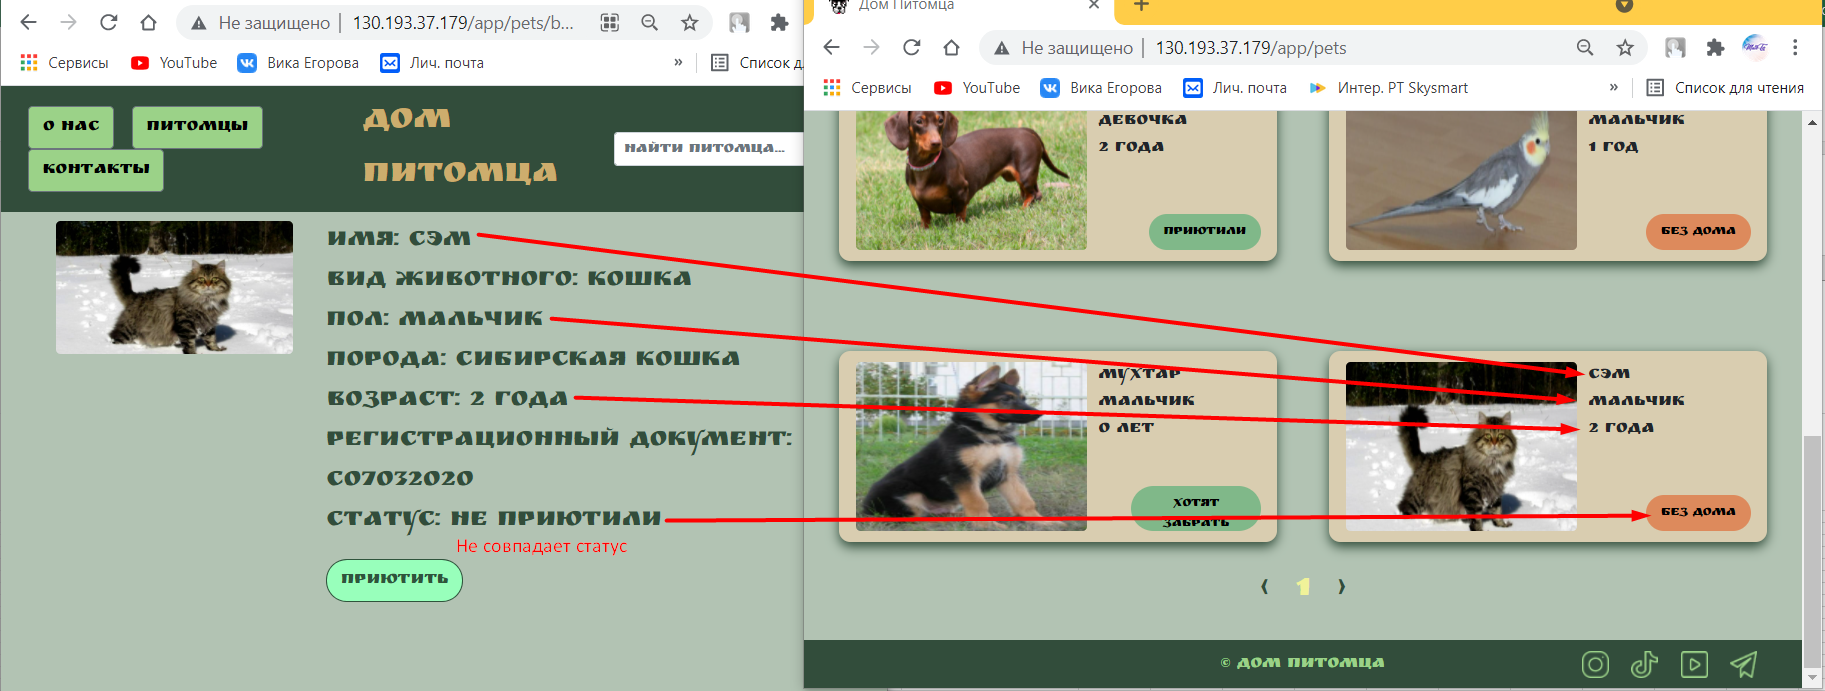 Не защищено | 130.193.37.179/app/pets/b...
Сервисы YouTube Вика Егорова Лич. почта » Список д
О НАС ПИТОМЦЫ
КОНТАКТЫ
ДОМ
ПИТОМЦА
НАЙТИ ПИТОМЦА...
ИМЯ: СЭМ
ВИД ЖИВОТНОГО: КОШКА
ПОЛ: МАЛЬЧИК
ПОРОДА: СИБИРСКАЯ КОШКА
ВОЗРАСТ: 2 ГОДА
РЕГИСТРАЦИОННЫЙ ДОКУМЕНТ:
С07032020
СТАТУС: НЕ ПРИЮТИЛИ
Не совпадает статус
ПРИЮТИТЬ
Дом Питомца
Не защищено | 130.193.37.179/app/pets
Сервисы YouTube Вика Егорова Лич. почта Интер. РТ Skysmart » Список для чтения
ДЕВОЧКА
2 ГОДА
ПРИЮТИЛИ
МАЛЬЧИК
1 ГОД
БЕЗ ДОМА
МУХТАР
МАЛЬЧИК
0 ЛЕТ
ХОТЯТ
ЗАБРАТЬ
СЭМ
МАЛЬЧИК
2 ГОДА
БЕЗ ДОМА
‹ 1 ›
© ДОМ ПИТОМЦА